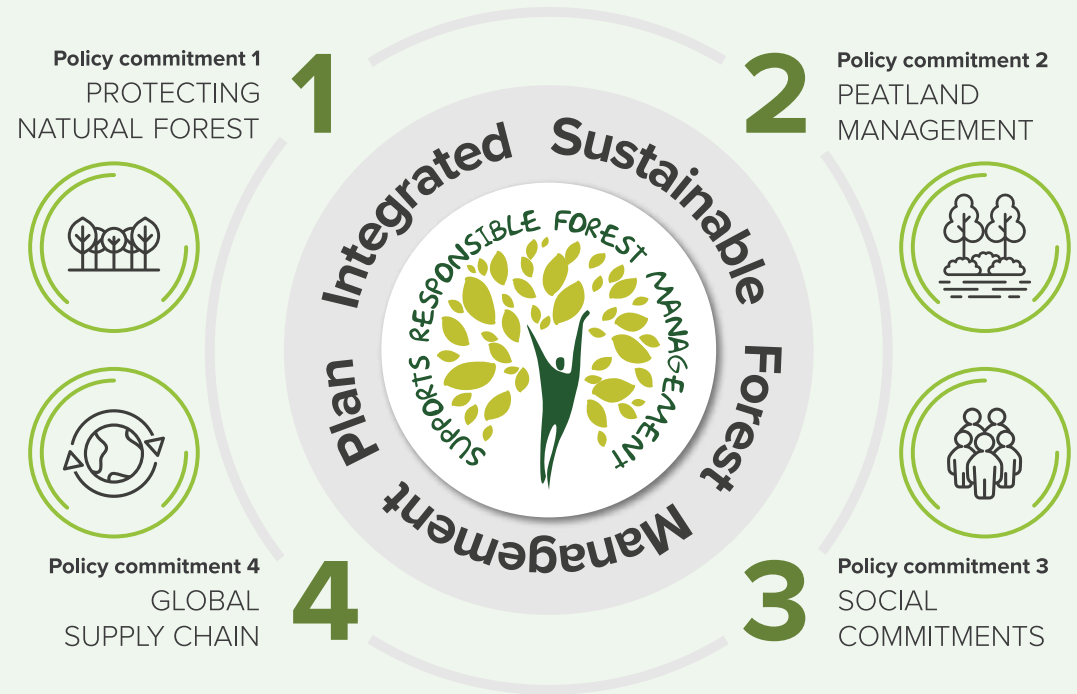 Policy commitment 1
PROTECTING
NATURAL FOREST
1
2
Policy commitment 2
PEATLAND
MANAGEMENT
Integrated Sustainable Forest Management Plan
SUPPORTS RESPONSIBLE FOREST MANAGEMENT
Policy commitment 4
GLOBAL
SUPPLY CHAIN
4
3
Policy commitment 3
SOCIAL
COMMITMENTS